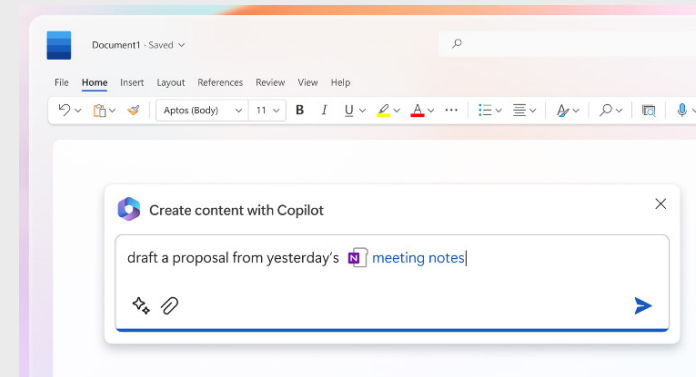 Document1 · Saved
File Home Insert Layout References Review View Help
Aptos (Body) 11 B I U A
Create content with Copilot
draft a proposal from yesterday's N meeting notes